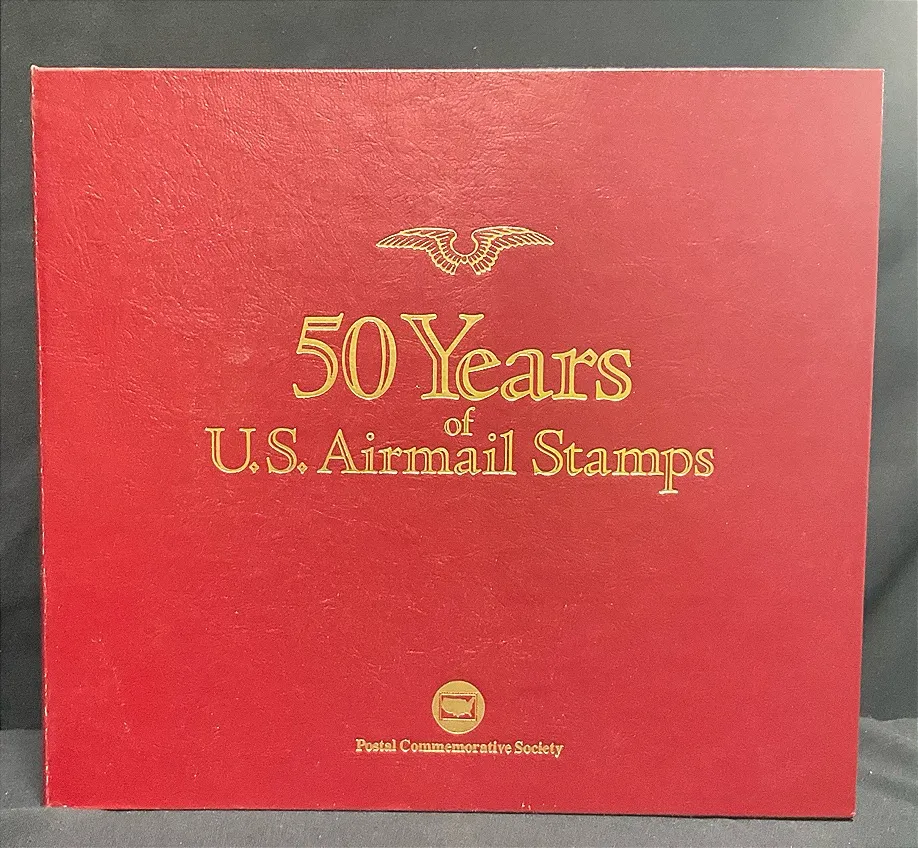 50 Years
of
U.S. Airmail Stamps
Postal Commemorative Society